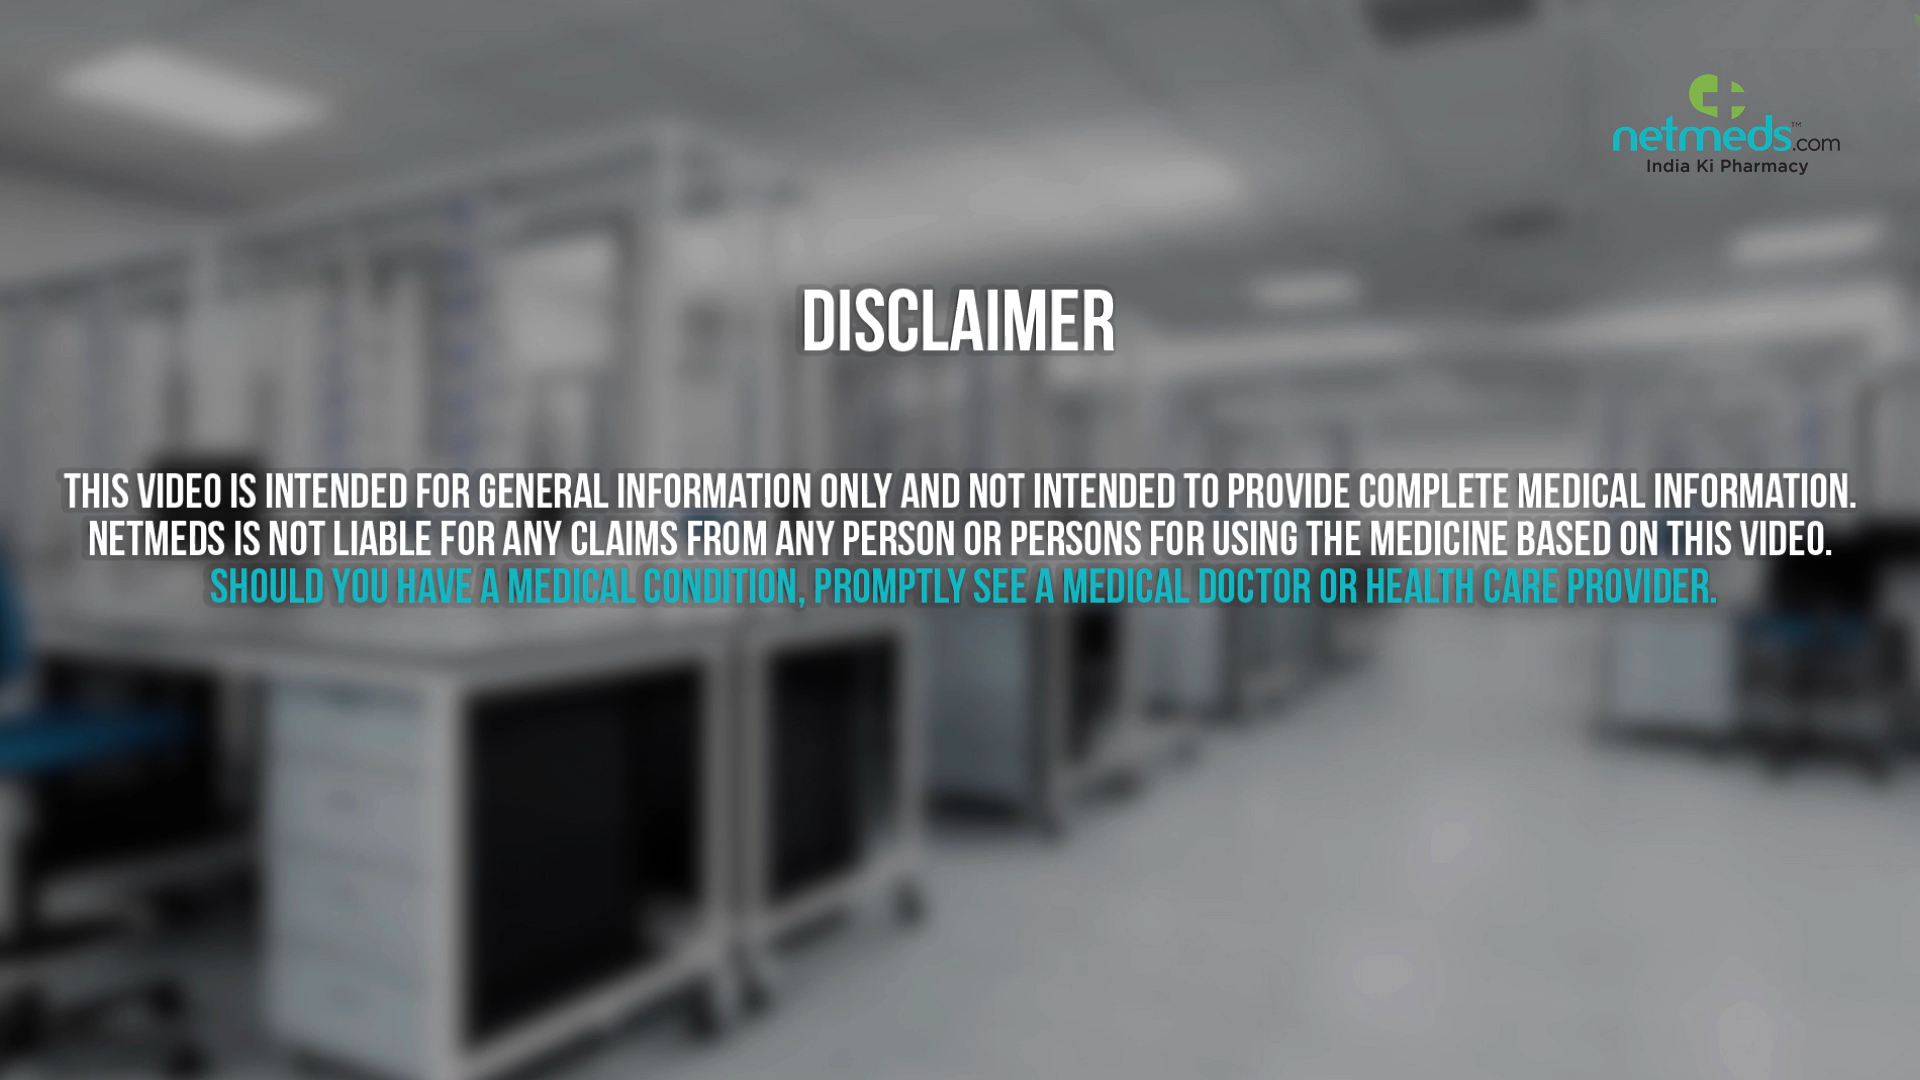 netmeds™.com
India Ki Pharmacy
DISCLAIMER
THIS VIDEO IS INTENDED FOR GENERAL INFORMATION ONLY AND NOT INTENDED TO PROVIDE COMPLETE MEDICAL INFORMATION.
NETMEDS IS NOT LIABLE FOR ANY CLAIMS FROM ANY PERSON OR PERSONS FOR USING THE MEDICINE BASED ON THIS VIDEO.
SHOULD YOU HAVE A MEDICAL CONDITION, PROMPTLY SEE A MEDICAL DOCTOR OR HEALTH CARE PROVIDER.